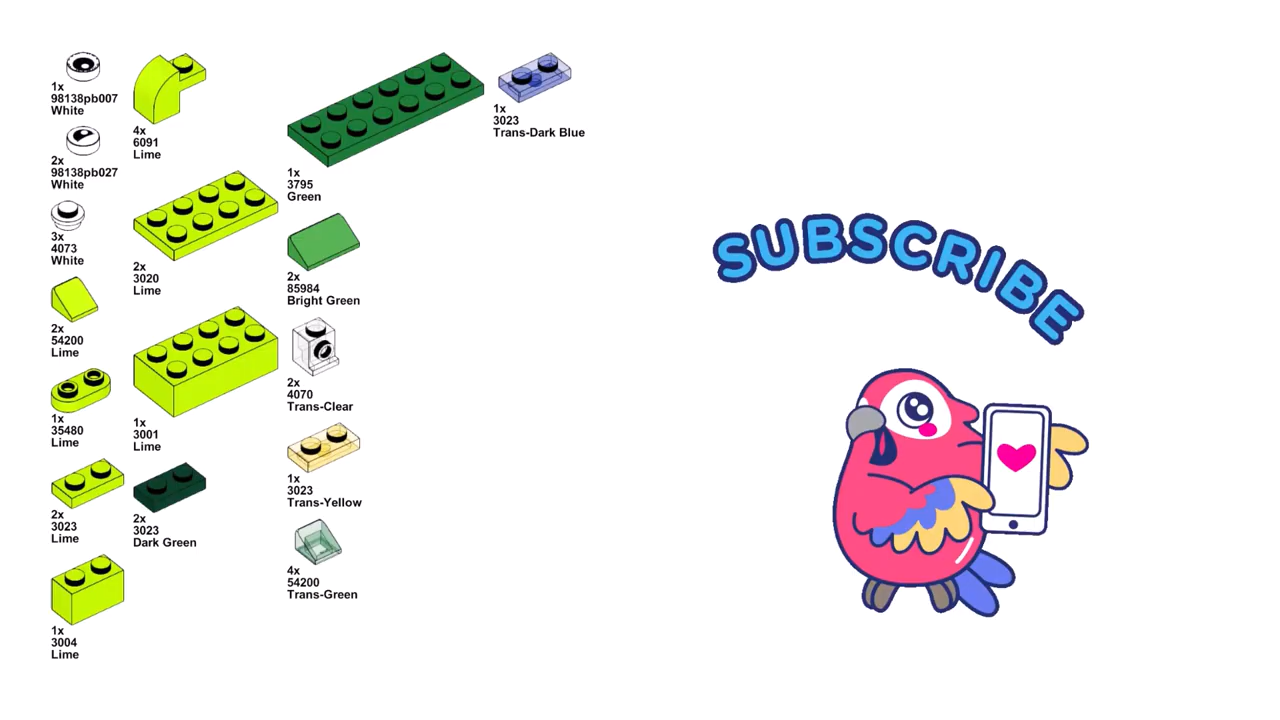 1x
98138pb007
White
2x
98138pb027
White
3x
4073
White
2x
54200
Lime
1x
35480
Lime
2x
3023
Lime
1x
3004
Lime
4x
6091
Lime
2x
3020
Lime
1x
3001
Lime
2x
3023
Dark Green
1x
3795
Green
2x
85984
Bright Green
2x
4070
Trans-Clear
1x
3023
Trans-Yellow
4x
54200
Trans-Green
1x
3023
Trans-Dark Blue
SUBSCRIBE